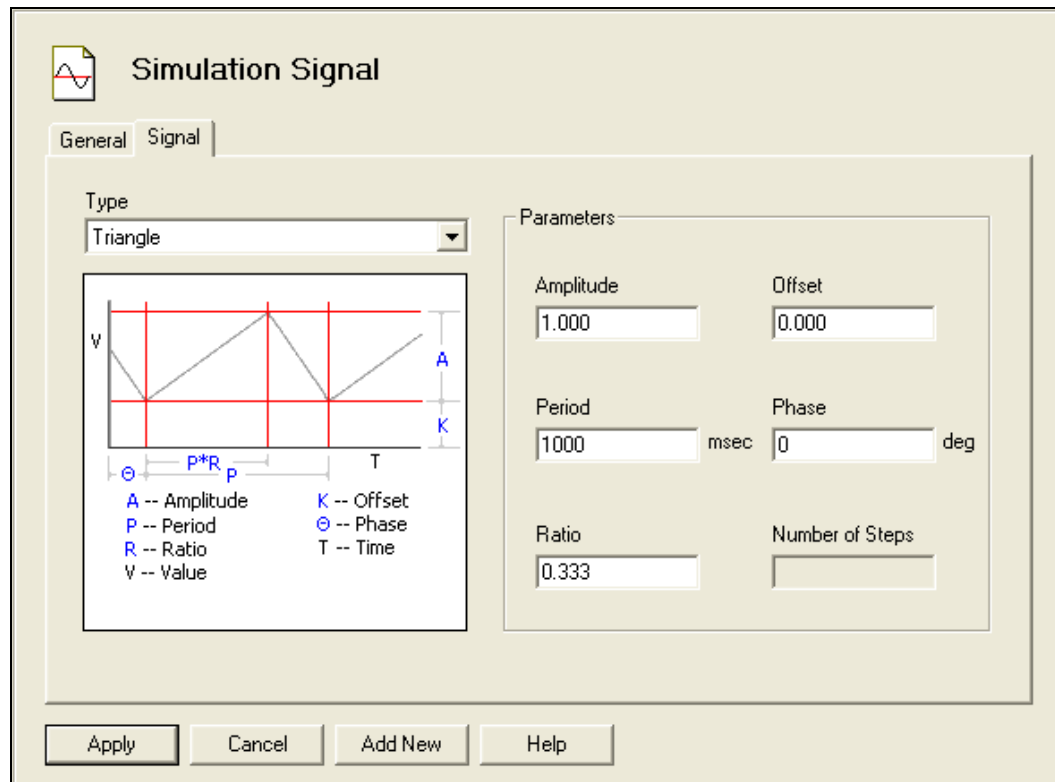 Simulation Signal
General
Signal
Type
Triangle
V
A
K
P*R
T
Θ
P
A -- Amplitude
K -- Offset
P -- Period
Θ -- Phase
R -- Ratio
T -- Time
V -- Value
Parameters
Amplitude
Offset
1.000
0.000
Period
Phase
1000
msec
0
deg
Ratio
Number of Steps
0.333
Apply
Cancel
Add New
Help